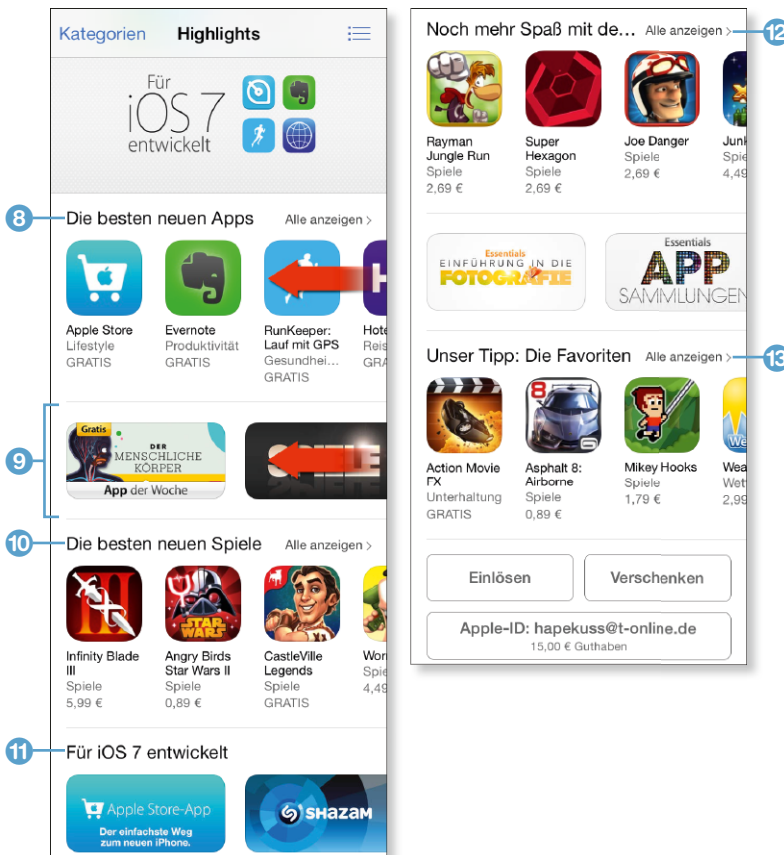 Kategorien Highlights
Für
iOS 7
entwickelt
8
Die besten neuen Apps Alle anzeigen >
Apple Store
Lifestyle
GRATIS
Evernote
Produktivität
GRATIS
RunKeeper:
Lauf mit GPS
Gesundhei...
GRATIS
Hote
Reis
GRA
9
Gratis
DER
MENSCHLICHE
KÖRPER
App der Woche
SPIELE
10
Die besten neuen Spiele Alle anzeigen >
III
Infinity Blade
III
Spiele
5,99 €
STAR
WARS
Angry Birds
Star Wars II
Spiele
0,89 €
CastleVille
Legends
Spiele
GRATIS
Worr
Spie
4,49
11
Für iOS 7 entwickelt
Apple Store-App
Der einfachste Weg
zum neuen iPhone.
SHAZAM
Noch mehr Spaß mit de... Alle anzeigen >
12
Rayman
Jungle Run
Spiele
2,69 €
Super
Hexagon
Spiele
2,69 €
Joe Danger
Spiele
2,69 €
Junk
Spie
4,49
Essentials
EINFÜHRUNG IN DIE
FOTOGRAFIE
Essentials
APP
SAMMLUNGEN
Unser Tipp: Die Favoriten Alle anzeigen >
13
Action Movie
FX
Unterhaltung
GRATIS
8
Asphalt 8:
Airborne
Spiele
0,89 €
Mikey Hooks
Spiele
1,79 €
We
Wea
Wet
2,99
Einlösen
Verschenken
Apple-ID: hapekuss@t-online.de
15,00 € Guthaben